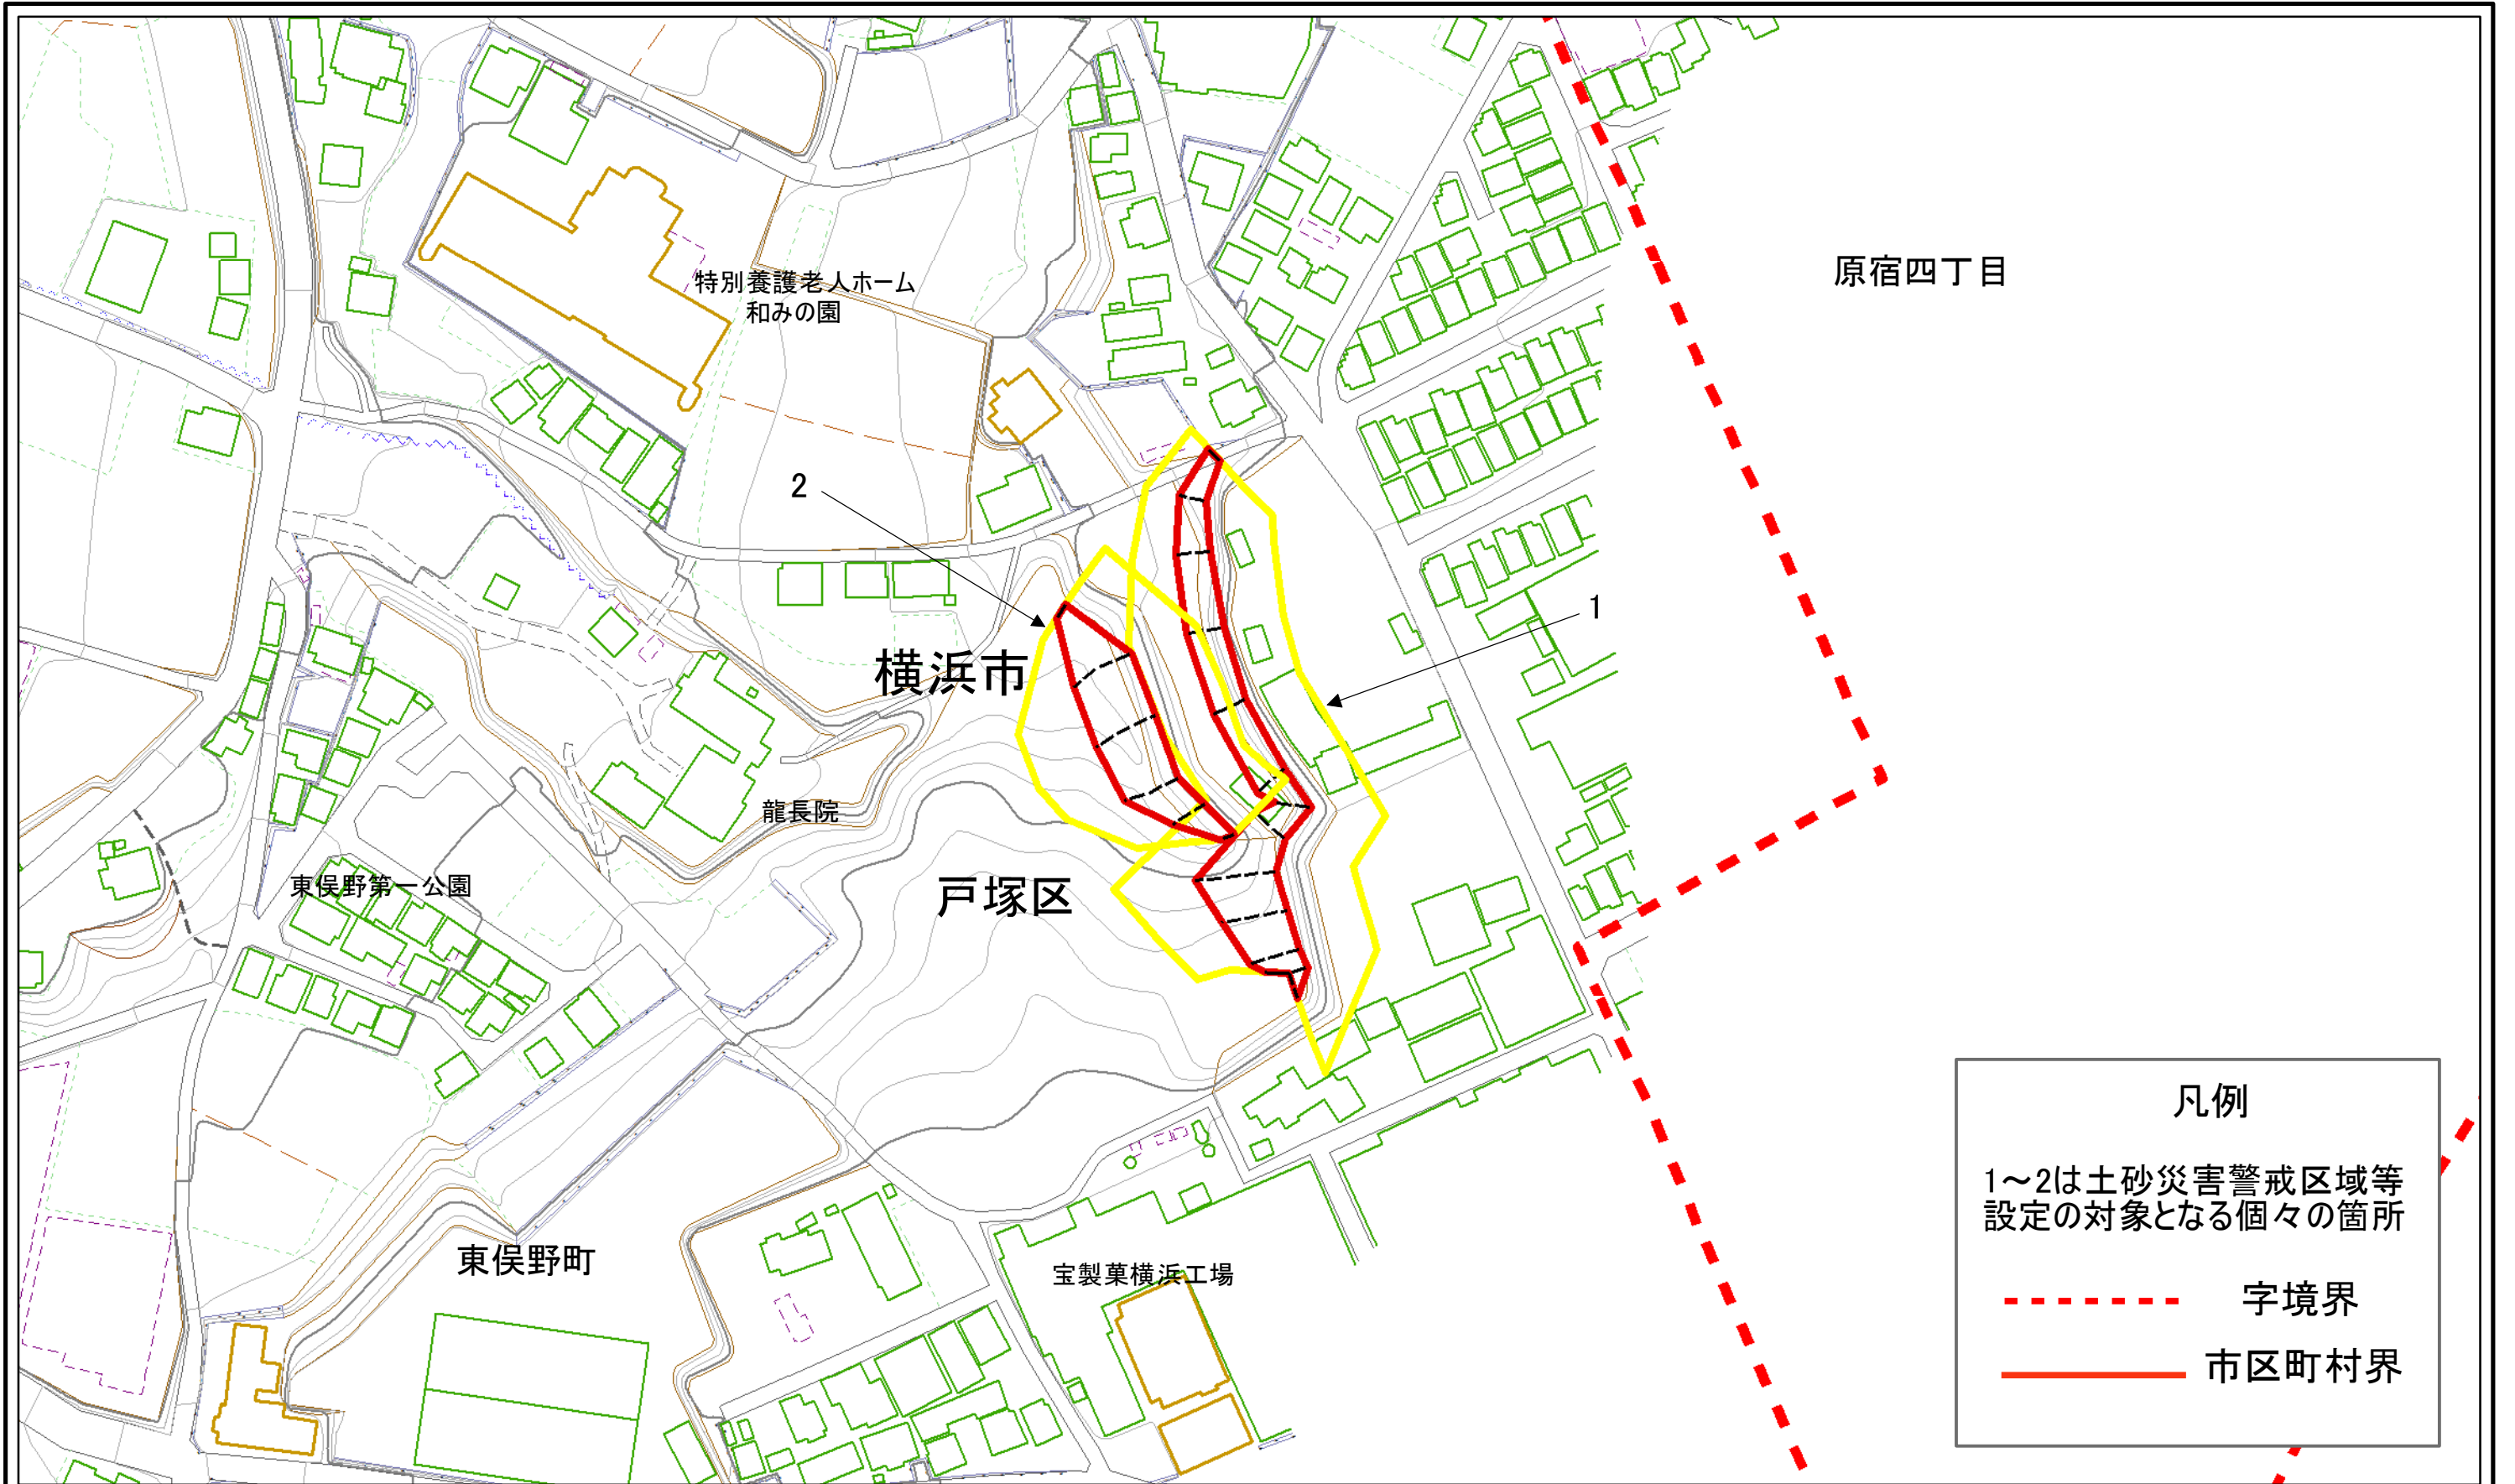 原宿四丁目
特別養護老人ホーム
和みの園
2
1
横浜市
龍長院
東俣野第一公園
戸塚区
東俣野町
宝製菓横浜工場
凡例
1～2は土砂災害警戒区域等
設定の対象となる個々の箇所
字境界
市区町村界